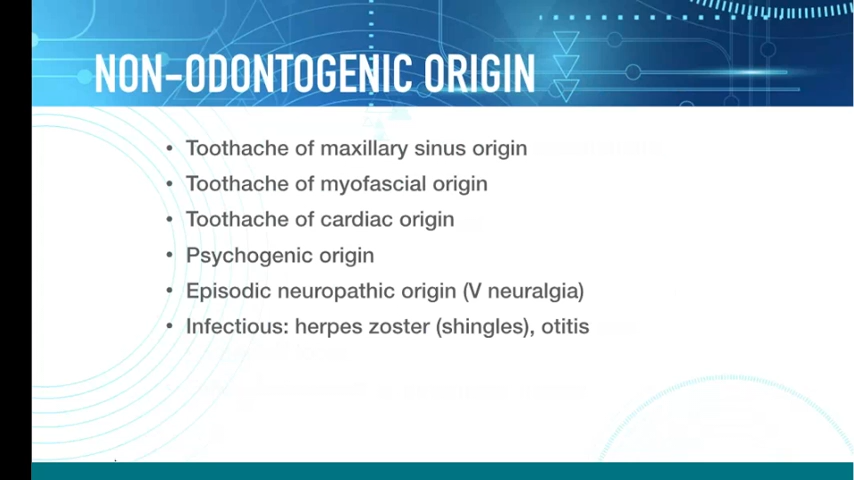 NON-ODONTOGENIC ORIGIN
• Toothache of maxillary sinus origin
• Toothache of myofascial origin
• Toothache of cardiac origin
• Psychogenic origin
• Episodic neuropathic origin (V neuralgia)
• Infectious: herpes zoster (shingles), otitis